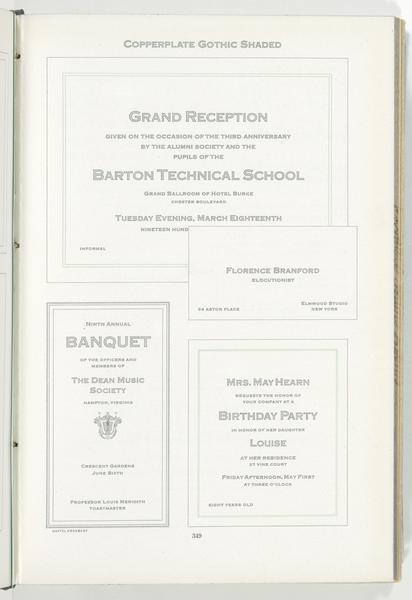 Copperplate Gothic Shaded
Grand Reception
given on the occasion of the third anniversary
by the alumni society and the
pupils of the
Barton Technical School
Grand Ballroom of Hotel Burke
Chester Boulevard
Tuesday Evening, March Eighteenth
nineteen hund
informal
Florence Branford
elocutionist
94 Astor Place
Elmwood Studio
New York
Ninth Annual
Banquet
of the officers and
members of
The Dean Music
Society
Hampton, Virginia
Crescent Gardens
June Sixth
Professor Louis Meridith
Toastmaster
Mrs. May Hearn
requests the honor of
your company at a
Birthday Party
in honor of her daughter
Louise
at her residence
27 Vine Court
Friday Afternoon, May First
at three o'clock
eight years old
349